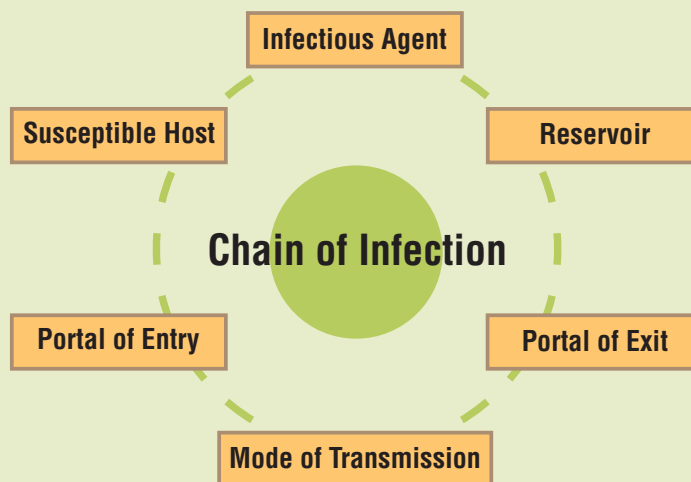 Infectious Agent
Susceptible Host
Reservoir
Chain of Infection
Portal of Entry
Portal of Exit
Mode of Transmission